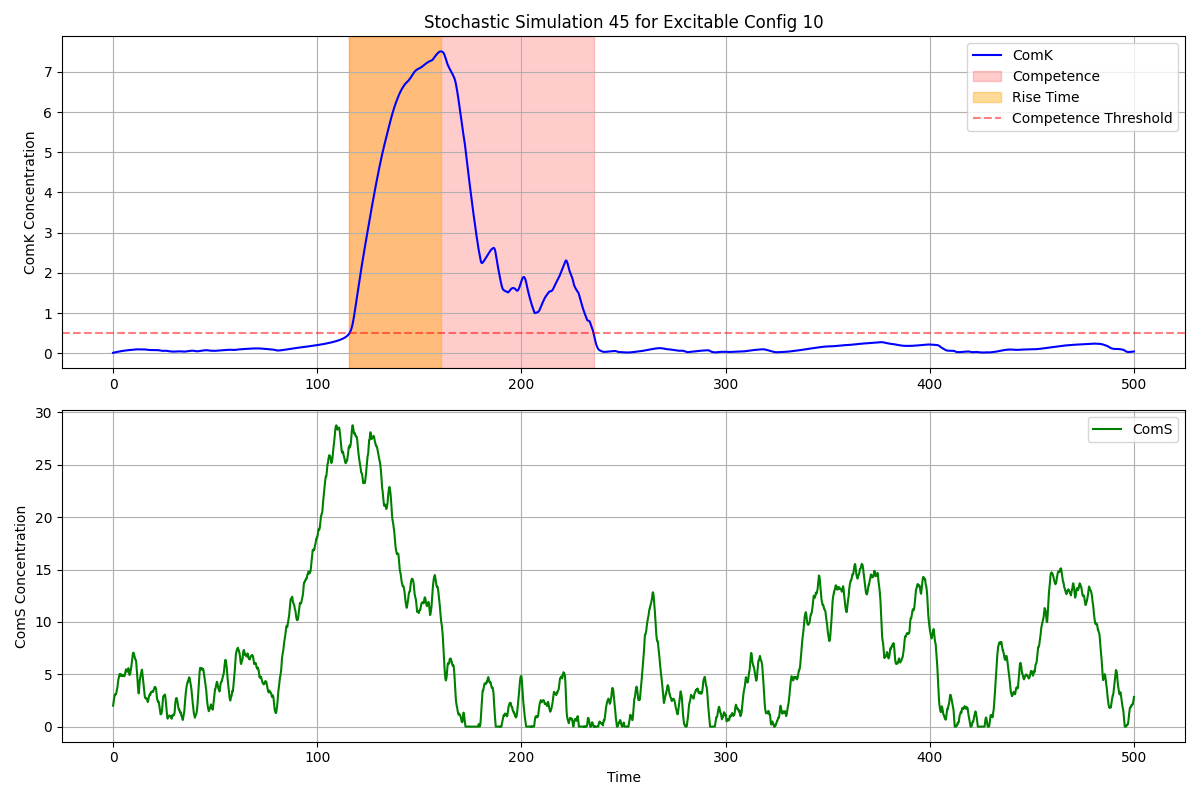 Stochastic Simulation 45 for Excitable Config 10
ComK Concentration
7
6
5
4
3
2
1
0
ComK
Competence
Rise Time
Competence Threshold
0 100 200 300 400 500
ComS Concentration
30
25
20
15
10
5
0
ComS
0 100 200 300 400 500
Time